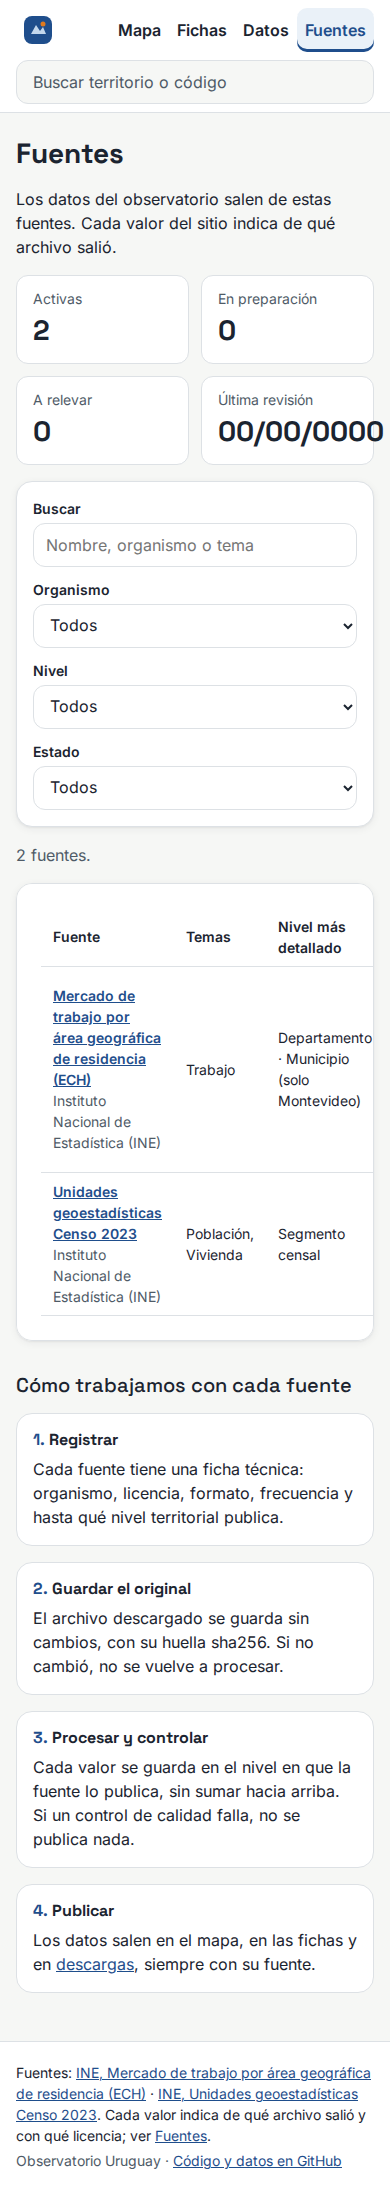 Mapa Fichas Datos Fuentes
Buscar territorio o código
Fuentes
Los datos del observatorio salen de estas
fuentes. Cada valor del sitio indica de qué
archivo salió.
Activas
2
En preparación
0
A relevar
0
Última revisión
00/00/0000
Buscar
Nombre, organismo o tema
Organismo
Todos
Nivel
Todos
Estado
Todos
2 fuentes.
Fuente Temas Nivel más
detallado
Mercado de
trabajo por
área geográfica
de residencia
(ECH)
Instituto
Nacional de
Estadística (INE)
Trabajo
Departamento
· Municipio
(solo
Montevideo)
Unidades
geoestadísticas
Censo 2023
Instituto
Nacional de
Estadística (INE)
Población,
Vivienda
Segmento
censal
Cómo trabajamos con cada fuente
1. Registrar
Cada fuente tiene una ficha técnica:
organismo, licencia, formato, frecuencia y
hasta qué nivel territorial publica.
2. Guardar el original
El archivo descargado se guarda sin
cambios, con su huella sha256. Si no
cambió, no se vuelve a procesar.
3. Procesar y controlar
Cada valor se guarda en el nivel en que la
fuente lo publica, sin sumar hacia arriba.
Si un control de calidad falla, no se
publica nada.
4. Publicar
Los datos salen en el mapa, en las fichas y
en descargas, siempre con su fuente.
Fuentes: INE, Mercado de trabajo por área geográfica
de residencia (ECH) · INE, Unidades geoestadísticas
Censo 2023. Cada valor indica de qué archivo salió y
con qué licencia; ver Fuentes.
Observatorio Uruguay · Código y datos en GitHub